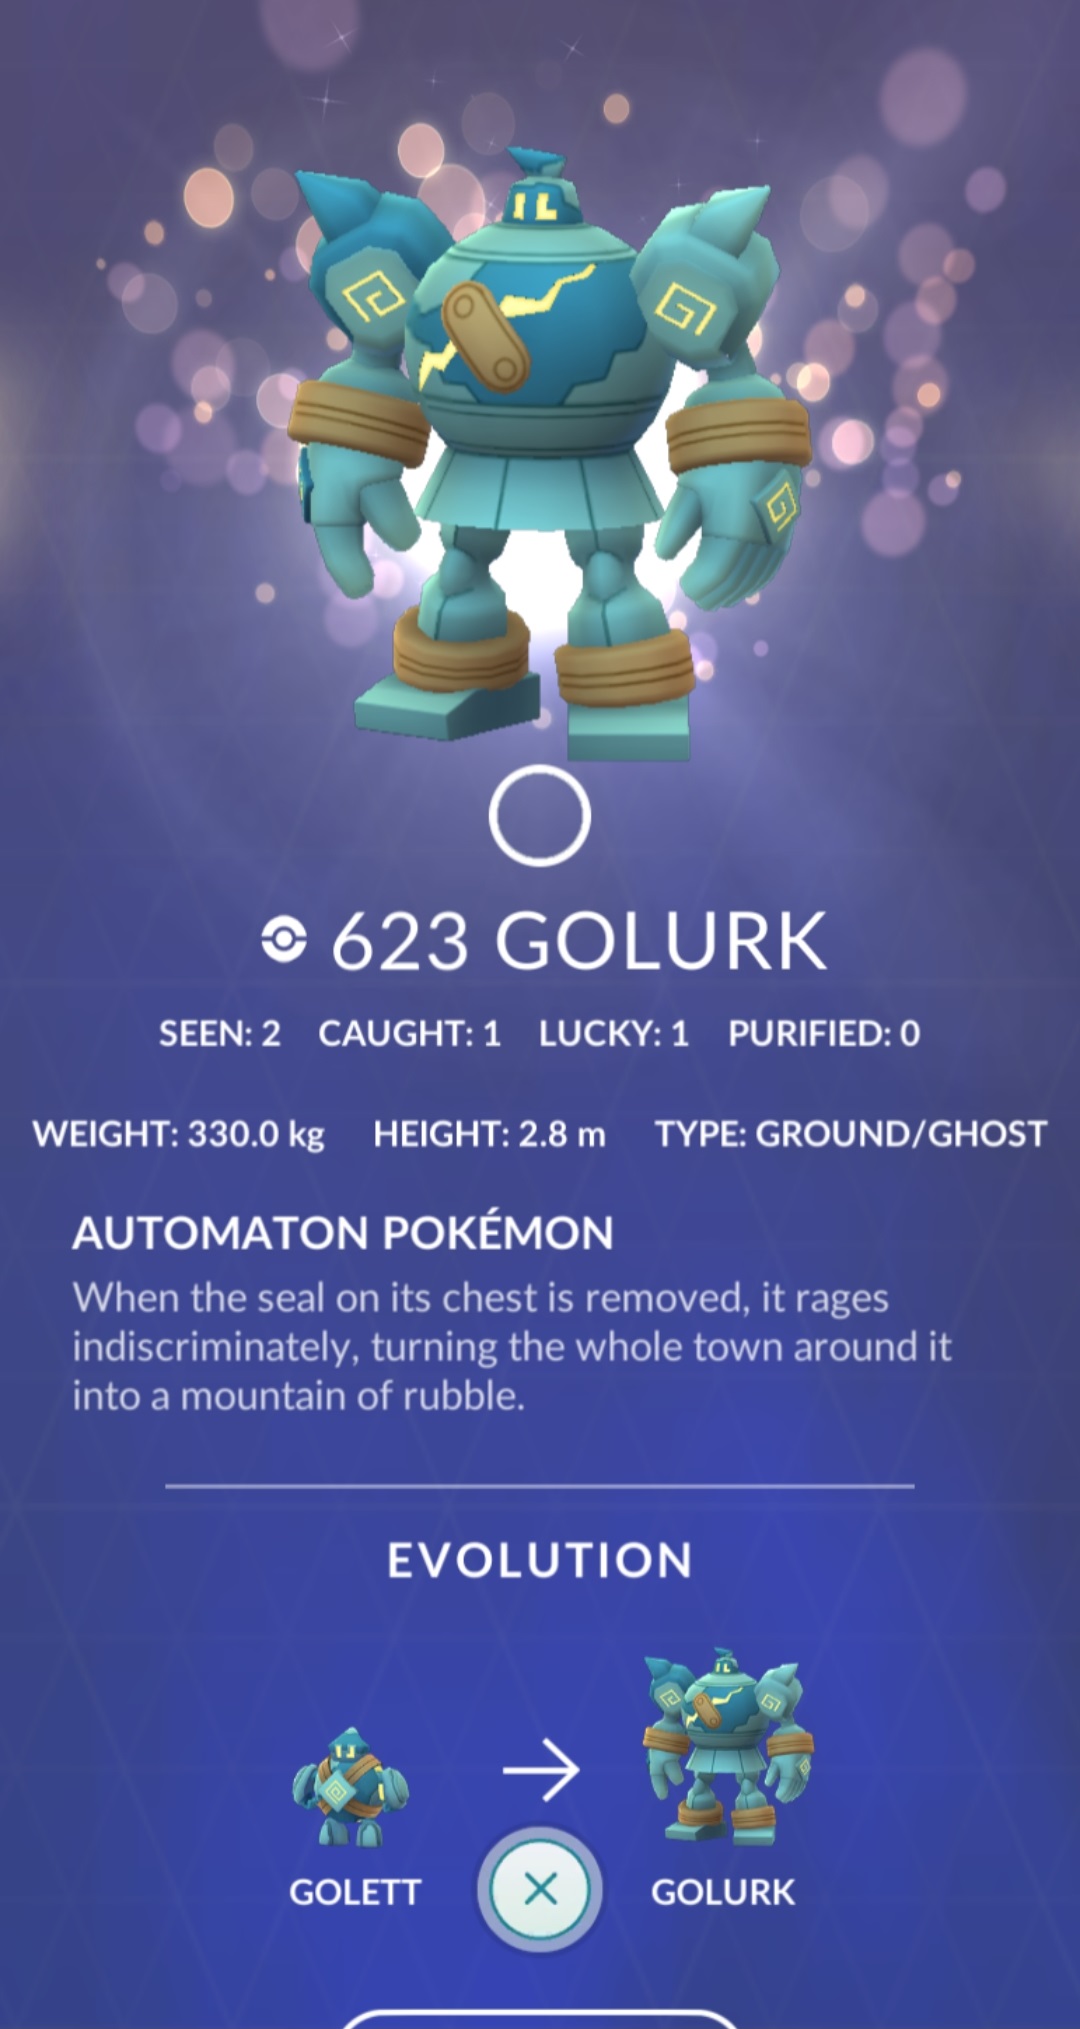 623 GOLURK
SEEN: 2 CAUGHT: 1 LUCKY: 1 PURIFIED: 0
WEIGHT: 330.0 kg HEIGHT: 2.8 m TYPE: GROUND/GHOST
AUTOMATON POKÉMON
When the seal on its chest is removed, it rages
indiscriminately, turning the whole town around it
into a mountain of rubble.
EVOLUTION
GOLETT GOLURK